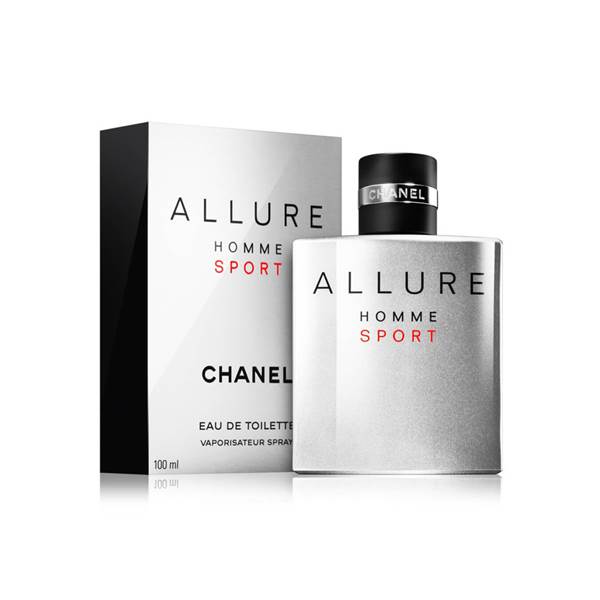 ALLURE
HOMME
SPORT
CHANEL
EAU DE TOILETTE
VAPORISATEUR SPRAY
100 ml
CHANEL
ALLURE
HOMME
SPORT